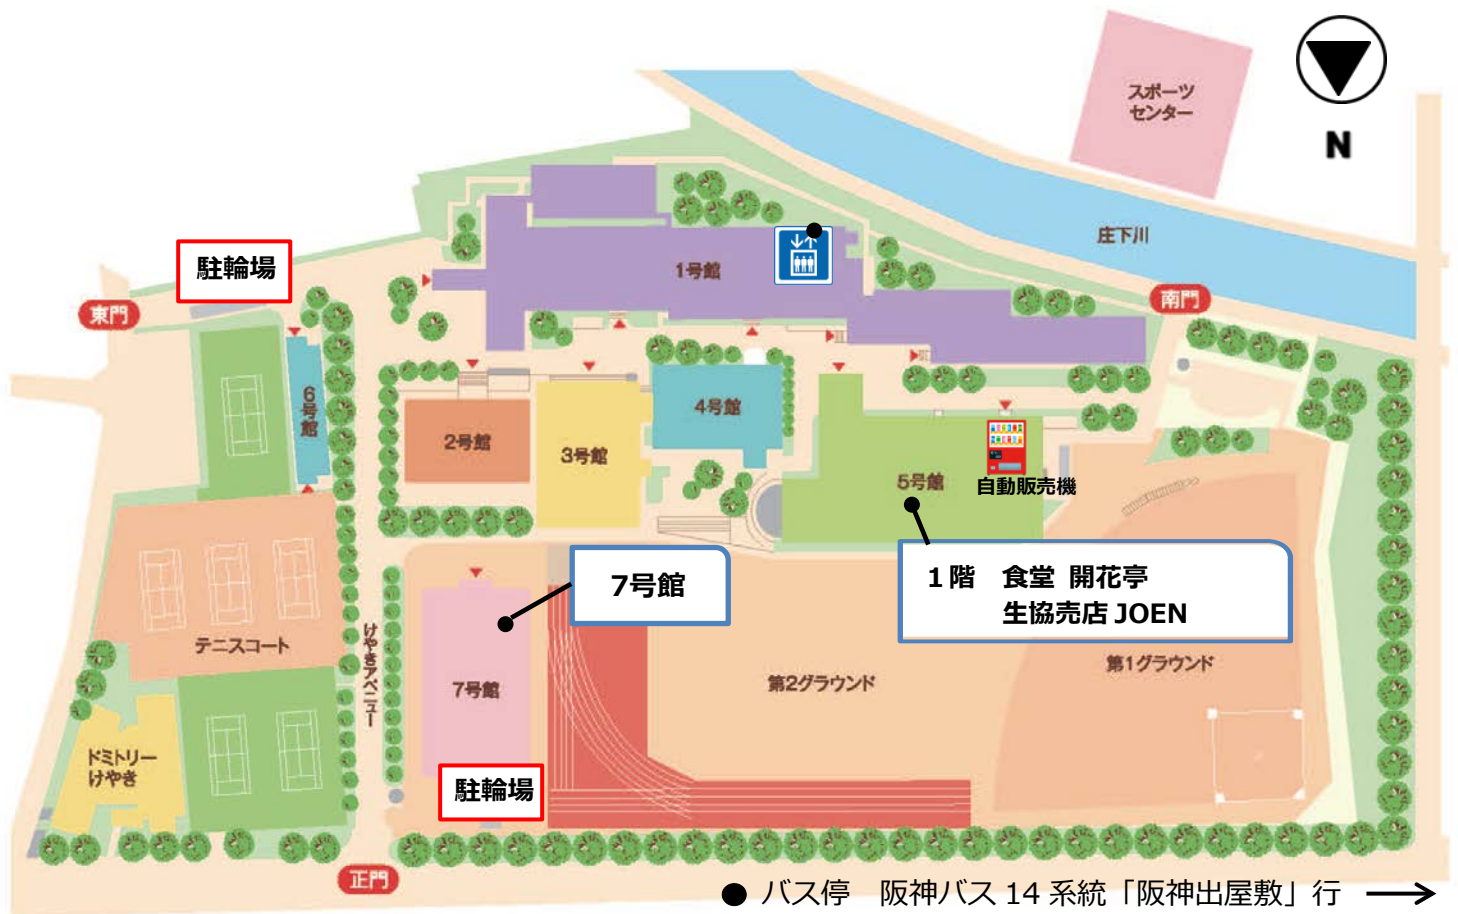 スポーツ
センター
N
庄下川
駐輪場
1号館
南門
東門
6号館
2号館
3号館
4号館
5号館
自動販売機
7号館
1階 食堂 開花亭
生協売店 JOEN
テニスコート
けやきアベニュー
7号館
第2グラウンド
第1グラウンド
ドミトリー
けやき
駐輪場
正門
● バス停 阪神バス 14 系統「阪神出屋敷」行 →